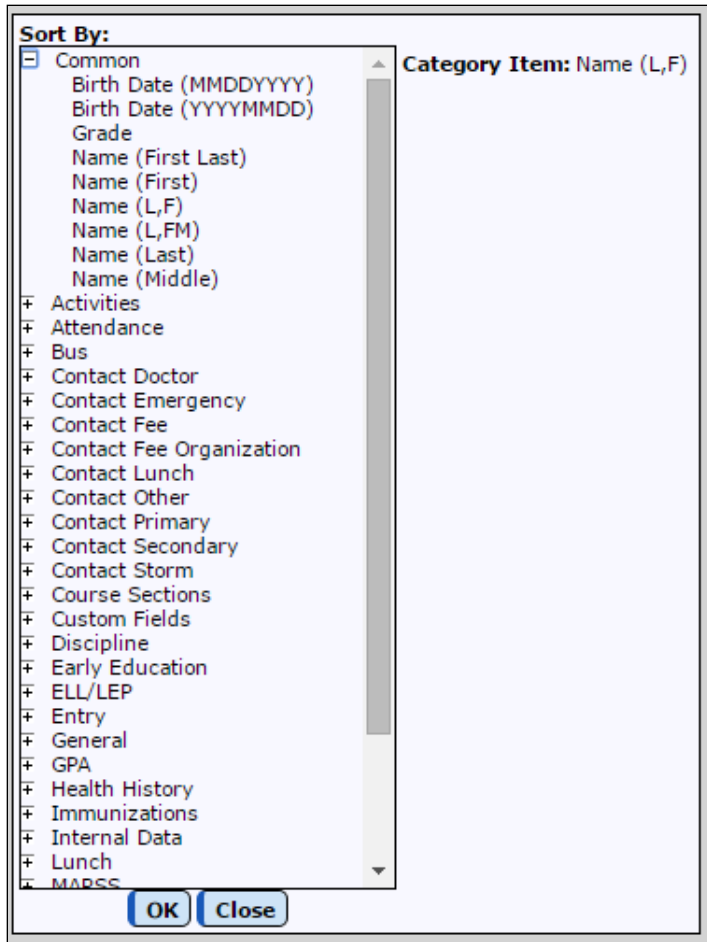 Sort By:
Common
Birth Date (MMDDYYYY)
Birth Date (YYYYMMDD)
Grade
Name (First Last)
Name (First)
Name (L,F)
Name (L,FM)
Name (Last)
Name (Middle)
Activities
Attendance
Bus
Contact Doctor
Contact Emergency
Contact Fee
Contact Fee Organization
Contact Lunch
Contact Other
Contact Primary
Contact Secondary
Contact Storm
Course Sections
Custom Fields
Discipline
Early Education
ELL/LEP
Entry
General
GPA
Health History
Immunizations
Internal Data
Lunch
MARSS
Category Item: Name (L,F)
OK Close